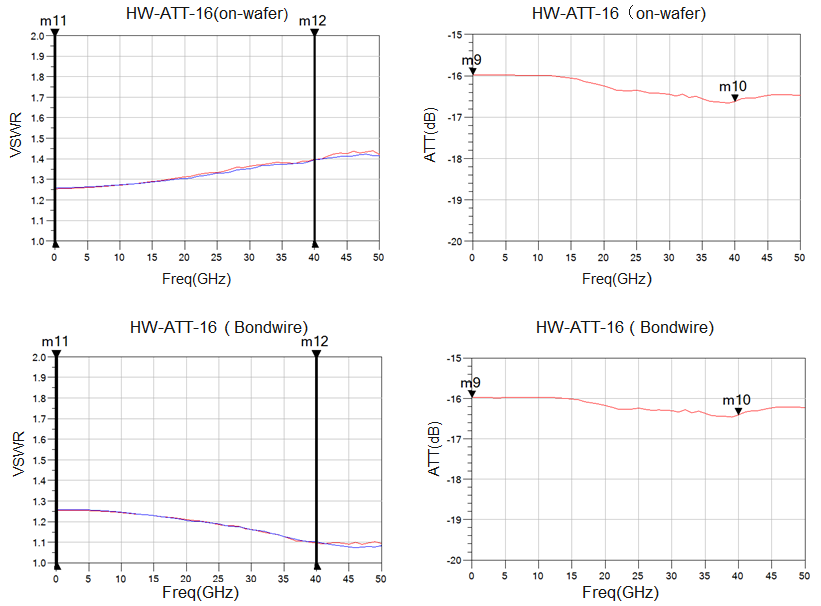 HW-ATT-16(on-wafer)
m11
m12
2.0
1.9
1.8
1.7
1.6
1.5
1.4
1.3
1.2
1.1
1.0
VSWR
0 5 10 15 20 25 30 35 40 45 50
Freq(GHz)
HW-ATT-16（on-wafer)
m9
m10
-15
-16
-17
-18
-19
-20
ATT(dB)
0 5 10 15 20 25 30 35 40 45 50
Freq(GHz)
HW-ATT-16 ( Bondwire)
m11
m12
2.0
1.9
1.8
1.7
1.6
1.5
1.4
1.3
1.2
1.1
1.0
VSWR
0 5 10 15 20 25 30 35 40 45 50
Freq(GHz)
HW-ATT-16 ( Bondwire)
m9
m10
-15
-16
-17
-18
-19
-20
ATT(dB)
0 5 10 15 20 25 30 35 40 45 50
Freq(GHz)